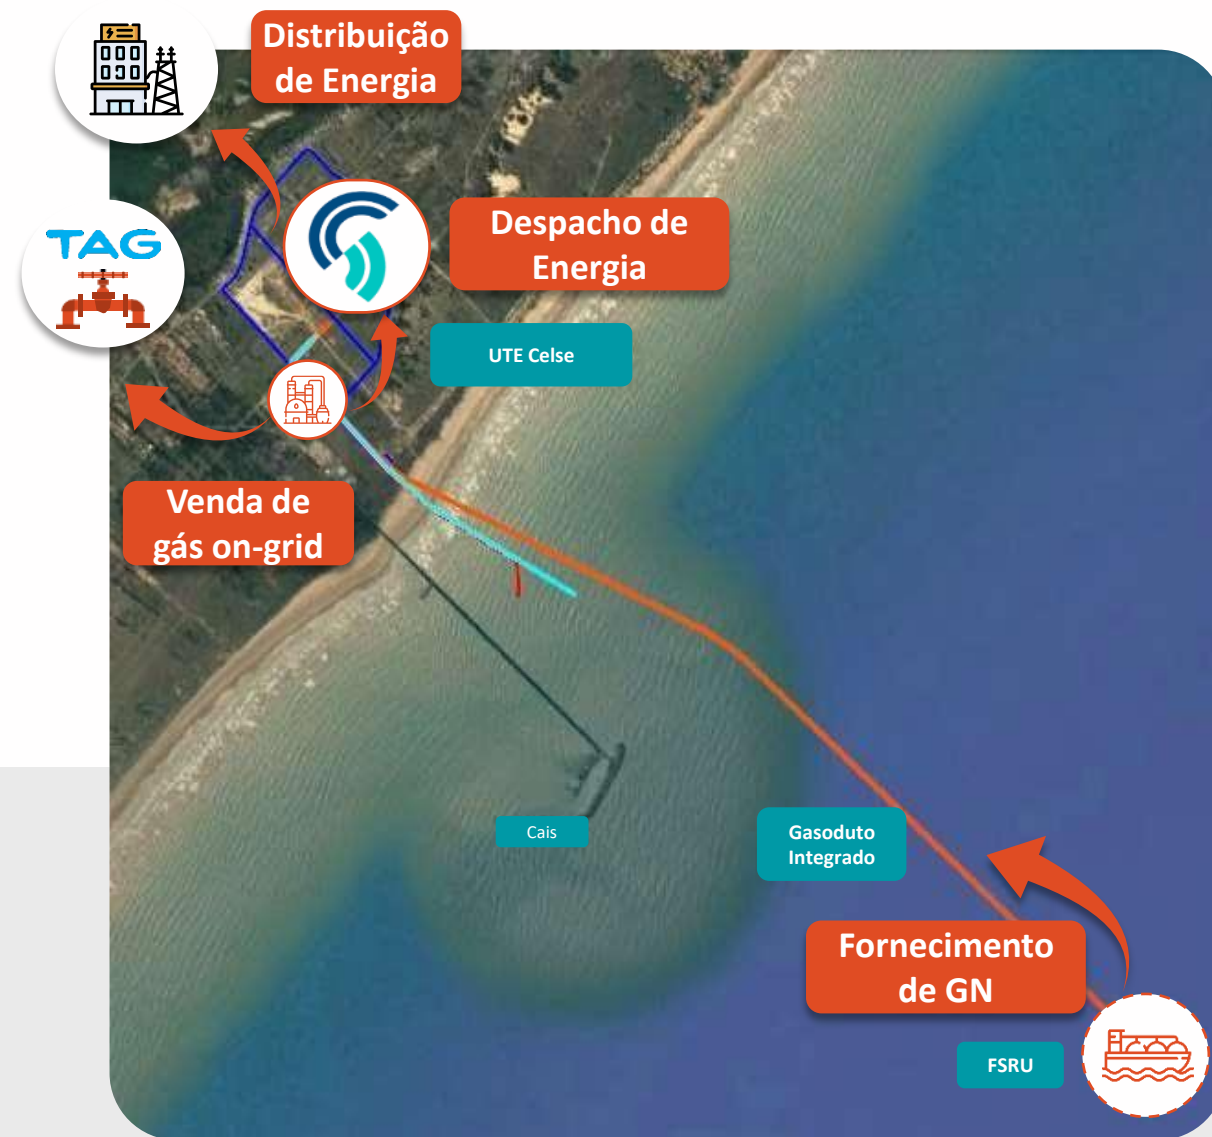 Distribuição
de Energia
TAG
Despacho de
Energia
UTE Celse
Venda de
gás on-grid
Cais
Gasoduto
Integrado
Fornecimento
de GN
FSRU